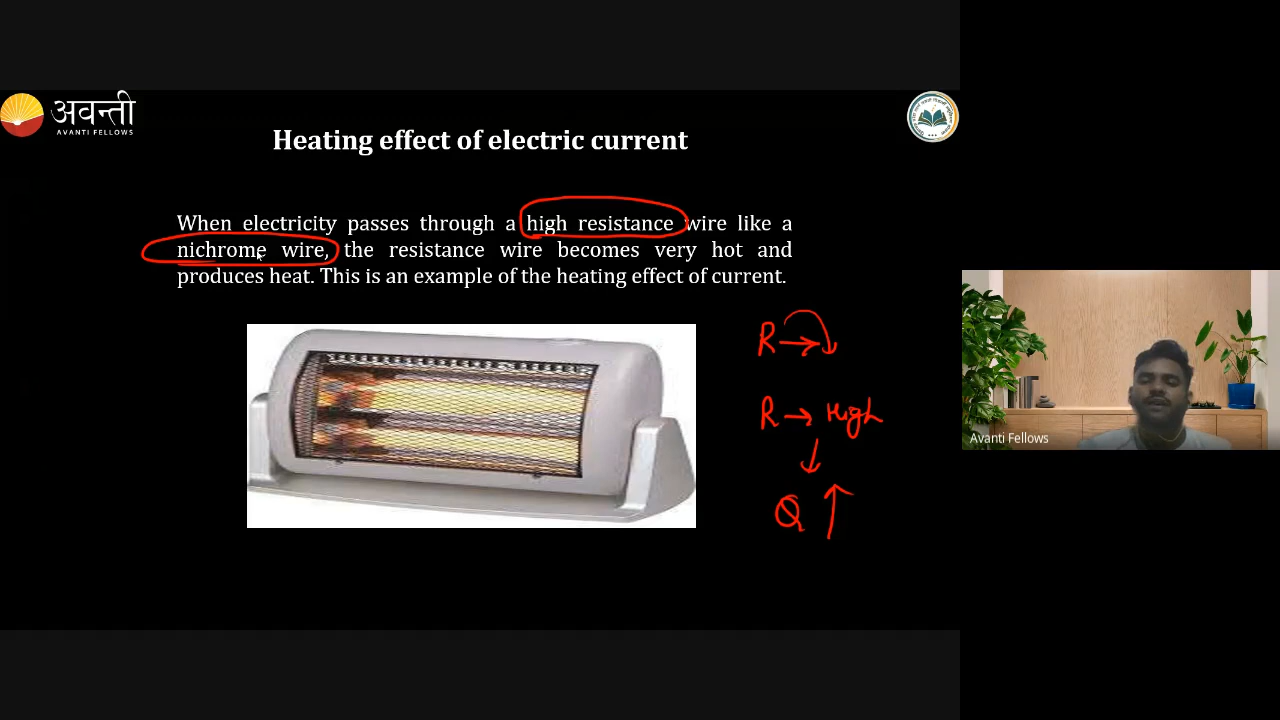 अवन्ती
AVANTI FELLOWS
Heating effect of electric current
When electricity passes through a high resistance wire like a
nichrome wire, the resistance wire becomes very hot and
produces heat. This is an example of the heating effect of current.
R →
R → High
↓
Q ↑
Avanti Fellows